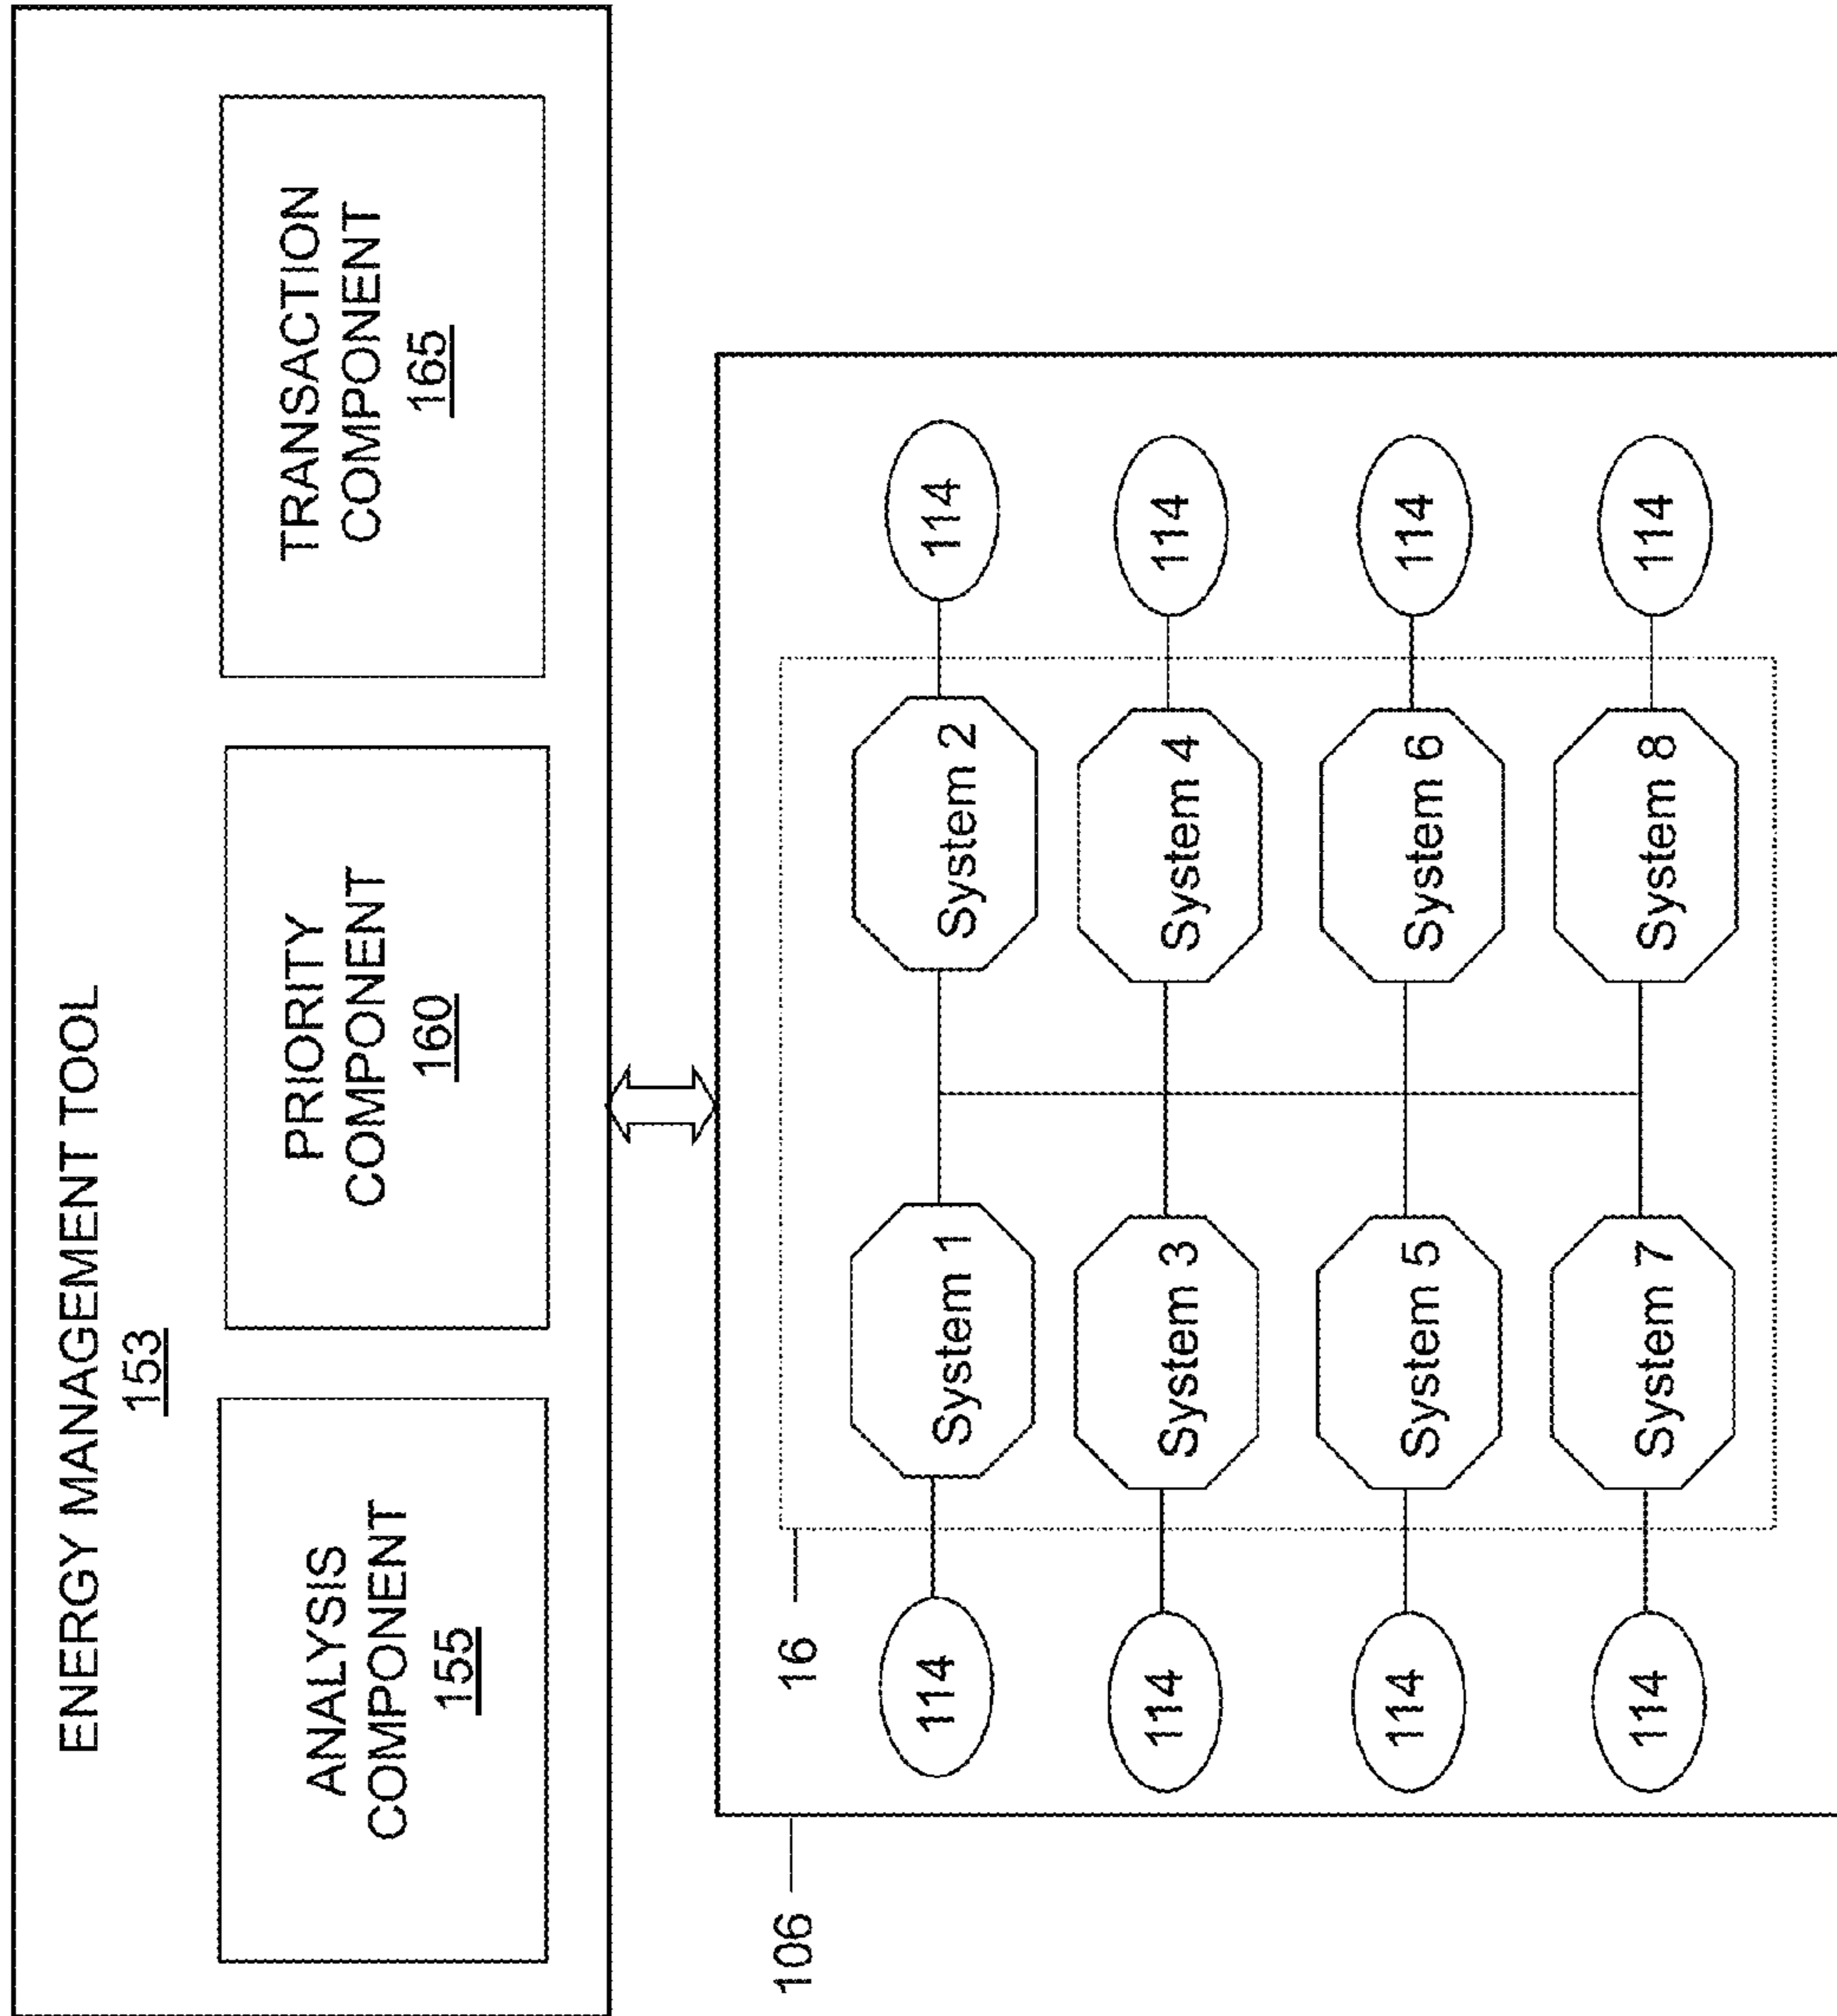 ENERGY MANAGEMENT TOOL
153
ANALYSIS
COMPONENT
155
PRIORITY
COMPONENT
160
TRANSACTION
COMPONENT
165
106
16
114
System 1
System 2
114
114
System 3
System 4
114
114
System 5
System 6
114
114
System 7
System 8
114